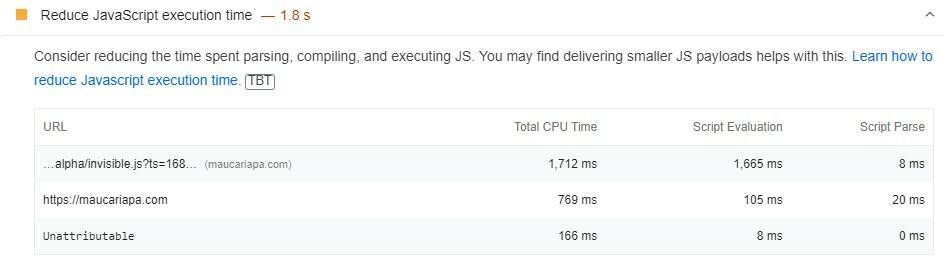 Reduce JavaScript execution time — 1.8 s
Consider reducing the time spent parsing, compiling, and executing JS. You may find delivering smaller JS payloads helps with this. Learn how to
reduce Javascript execution time. TBT
URL Total CPU Time Script Evaluation Script Parse
...alpha/invisible.js?ts=168... (maucariapa.com) 1,712 ms 1,665 ms 8 ms
https://maucariapa.com 769 ms 105 ms 20 ms
Unattributable 166 ms 8 ms 0 ms